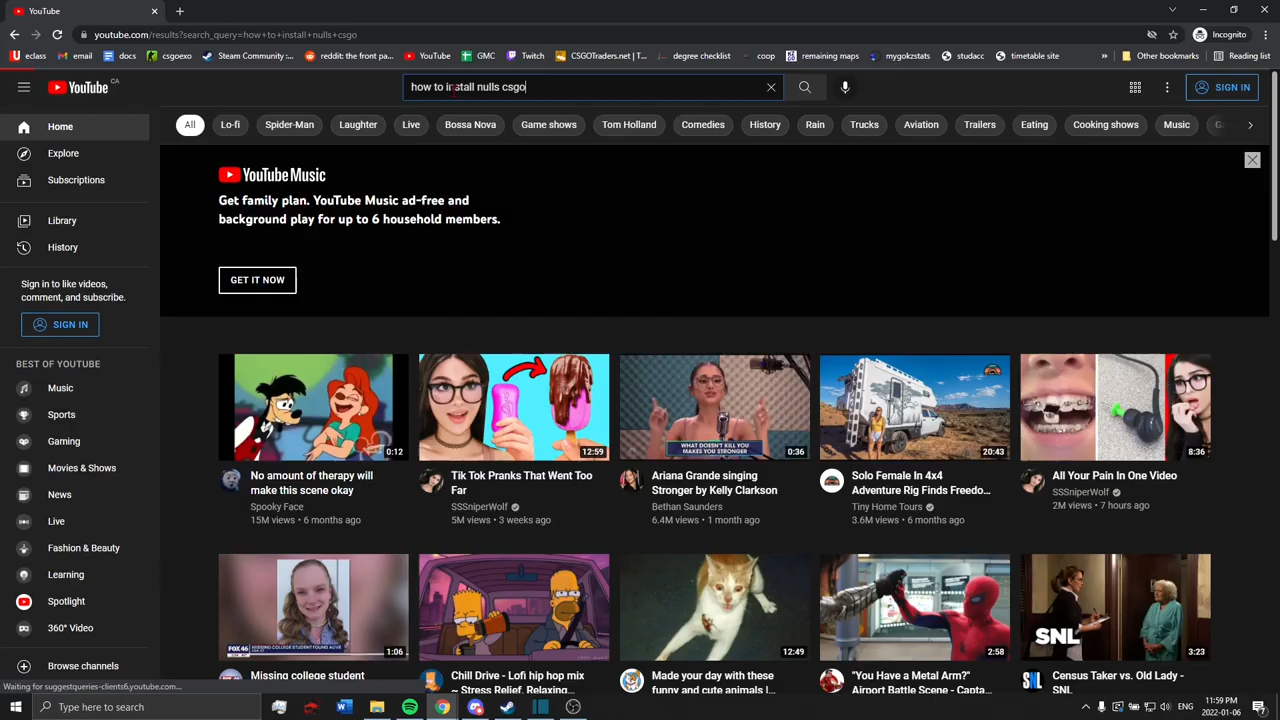 YouTube
youtube.com/results?search_query=how+to+install+nulls+csgo
Incognito
eclass
email
docs
csgoexo
Steam Community :...
reddit: the front pa...
YouTube
GMC
Twitch
CSGOTraders.net | T...
degree checklist
coop
remaining maps
mygokzstats
studacc
timetable site
Other bookmarks
Reading list
YouTube CA
how to install nulls csgo
SIGN IN
All
Lo-fi
Spider-Man
Laughter
Live
Bossa Nova
Game shows
Tom Holland
Comedies
History
Rain
Trucks
Aviation
Trailers
Eating
Cooking shows
Music
Home
Explore
Subscriptions
Library
History
Sign in to like videos,
comment, and subscribe.
SIGN IN
BEST OF YOUTUBE
Music
Sports
Gaming
Movies & Shows
News
Live
Fashion & Beauty
Learning
Spotlight
360° Video
Browse channels
YouTube Music
Get family plan. YouTube Music ad-free and
background play for up to 6 household members.
GET IT NOW
0:12
12:59
WHAT DOESN'T KILL YOU
MAKES YOU STRONGER
0:36
20:43
8:36
No amount of therapy will
make this scene okay
Spooky Face
15M views • 6 months ago
Tik Tok Pranks That Went Too
Far
SSSniperWolf
5M views • 3 weeks ago
Ariana Grande singing
Stronger by Kelly Clarkson
Bethan Saunders
6.4M views • 1 month ago
Solo Female In 4x4
Adventure Rig Finds Freedo...
Tiny Home Tours
3.6M views • 6 months ago
All Your Pain In One Video
SSSniperWolf
2M views • 7 hours ago
FOX 46
MISSING COLLEGE STUDENT FOUND ALIVE
1:06
12:49
2:58
SNL
3:23
Missing college student
Chill Drive - Lofi hip hop mix
~ Stress Relief, Relaxing...
Made your day with these
funny and cute animals |
"You Have a Metal Arm?"
Airport Battle Scene - Capta...
Census Taker vs. Old Lady -
SNL
Waiting for suggestqueries-clients6.youtube.com...
Type here to search
11:59 PM
2022-01-06